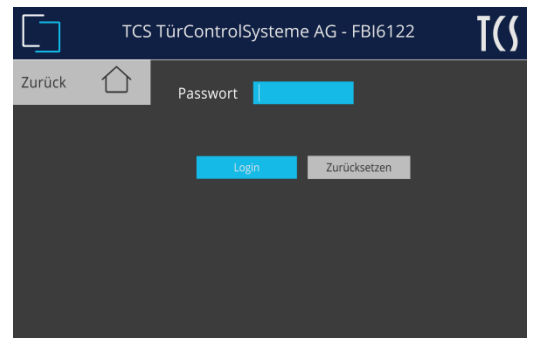 TCS TürControlSysteme AG - FBI6122
TCS
Zurück
Passwort
Login
Zurücksetzen